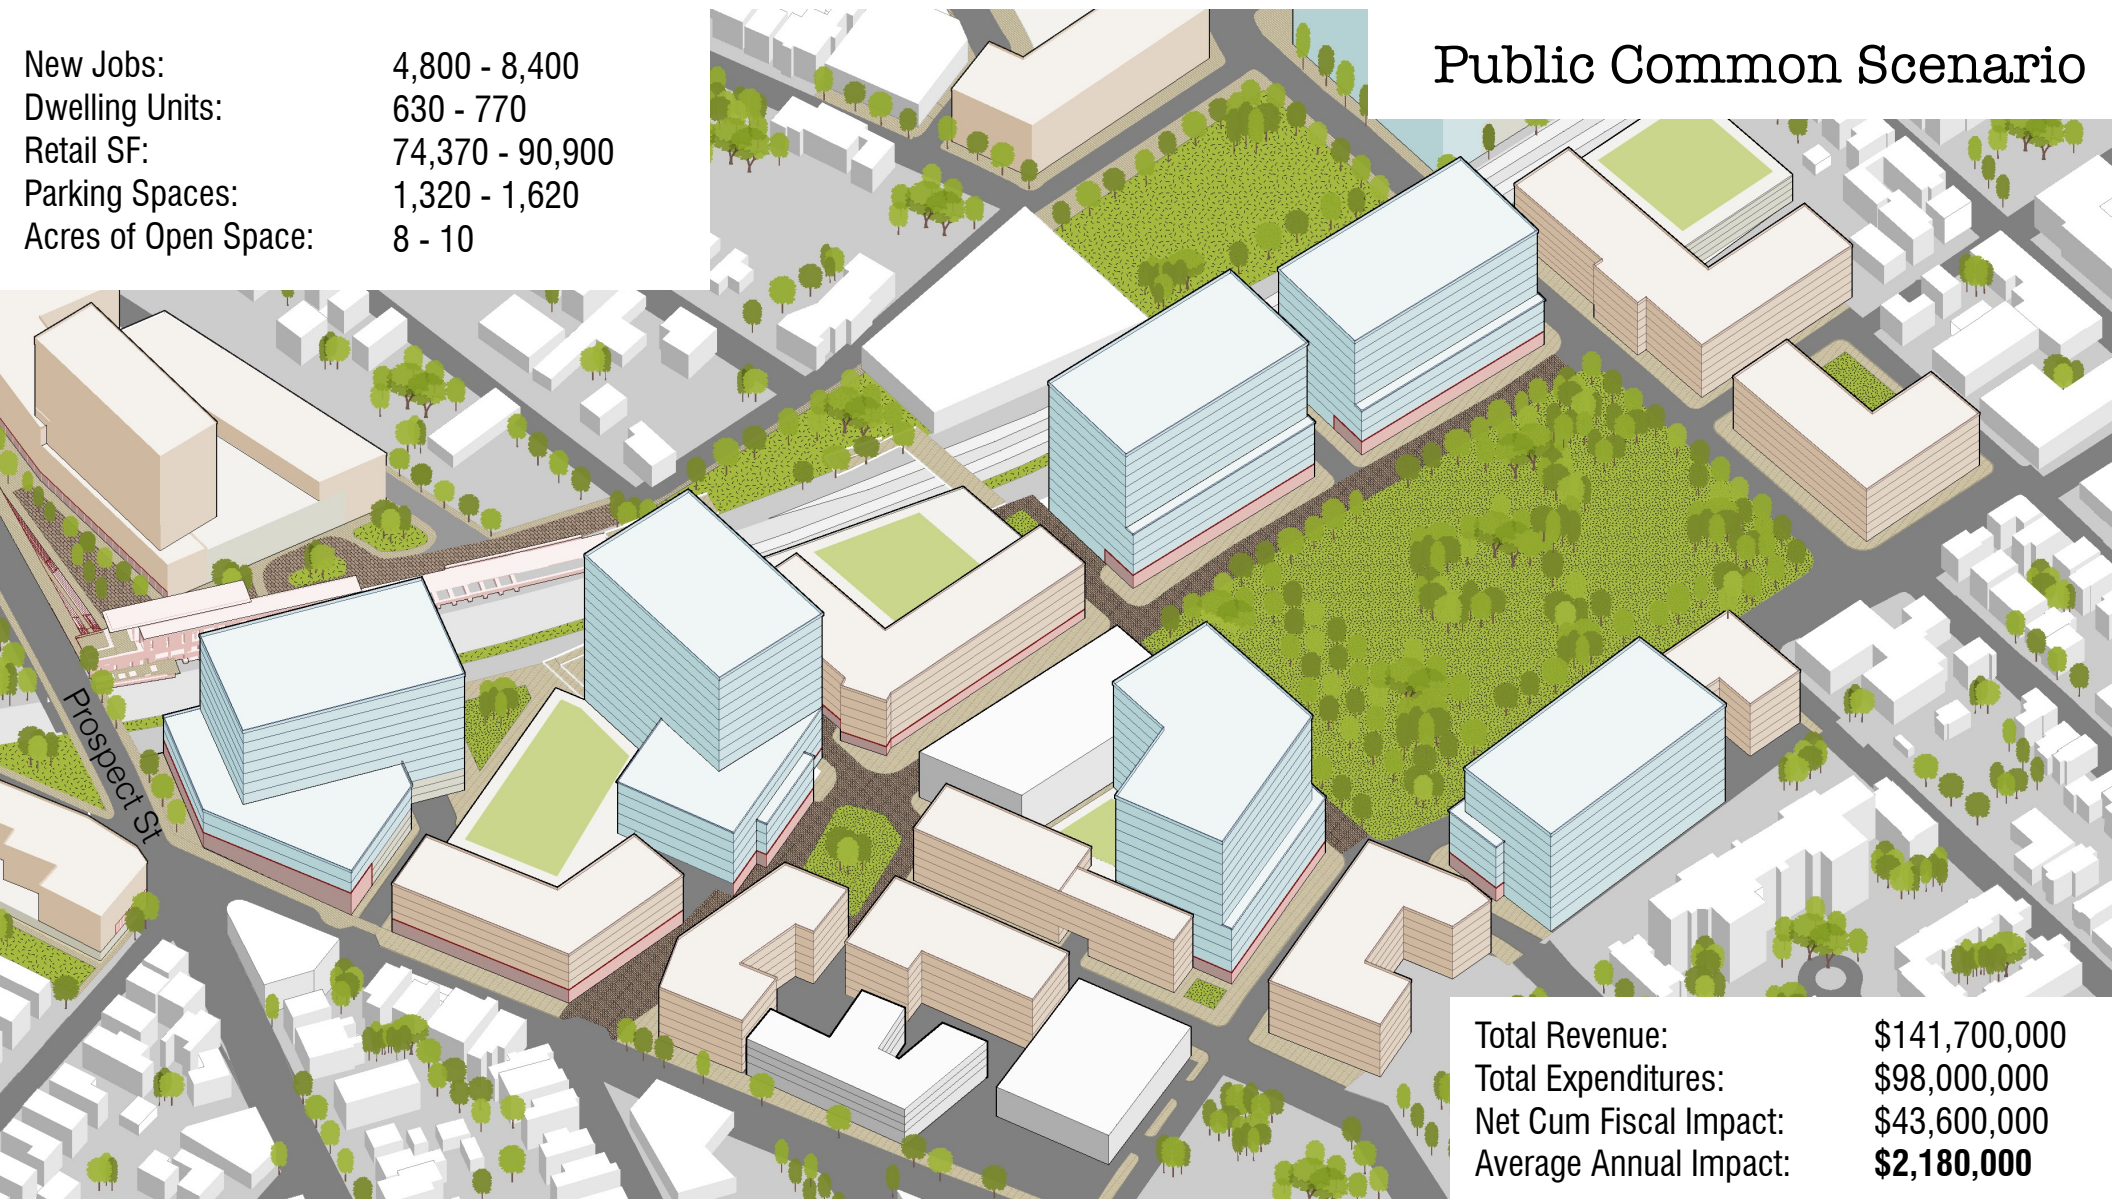 Public Common Scenario
New Jobs: 4,800 - 8,400
Dwelling Units: 630 - 770
Retail SF: 74,370 - 90,900
Parking Spaces: 1,320 - 1,620
Acres of Open Space: 8 - 10
Prospect St
Total Revenue: $141,700,000
Total Expenditures: $98,000,000
Net Cum Fiscal Impact: $43,600,000
Average Annual Impact: $2,180,000